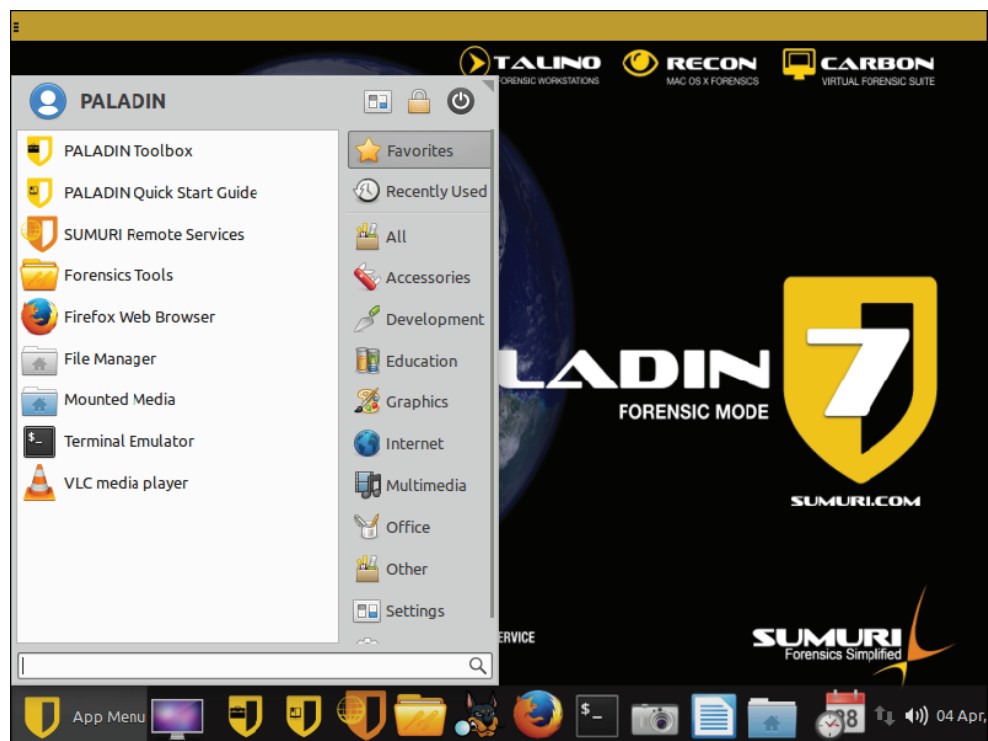 TALINO
FORENSIC WORKSTATIONS
RECON
MAC OS X FORENSICS
CARBON
VIRTUAL FORENSIC SUITE
PALADIN
PALADIN Toolbox
PALADIN Quick Start Guide
SUMURI Remote Services
Forensics Tools
Firefox Web Browser
File Manager
Mounted Media
Terminal Emulator
VLC media player
Favorites
Recently Used
All
Accessories
Development
Education
Graphics
Internet
Multimedia
Office
Other
Settings
LADIN
7
FORENSIC MODE
SUMURI.COM
ERVICE
SUMURI
Forensics Simplified
App Menu
$_
04 Apr,